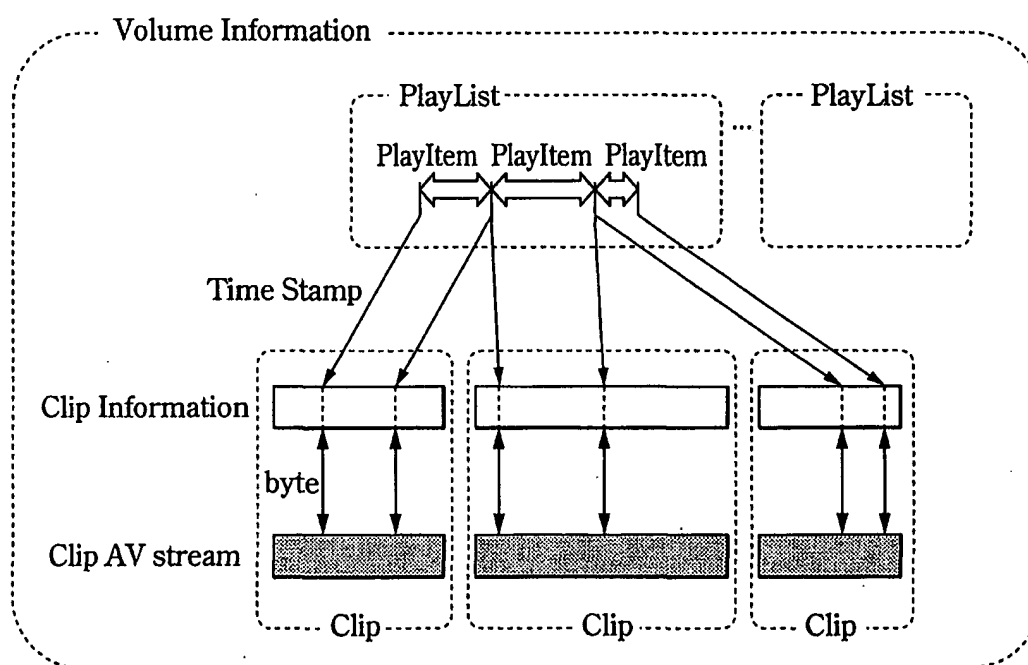 Volume Information
PlayList
PlayList
...
PlayItem PlayItem PlayItem
Time Stamp
Clip Information
byte
Clip AV stream
Clip
Clip
Clip